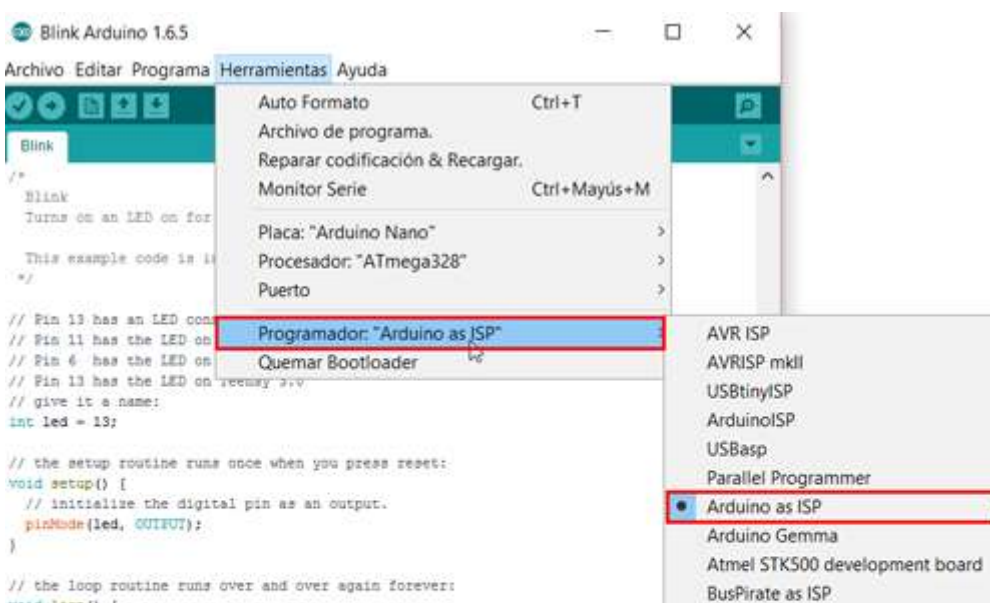 Blink Arduino 1.6.5
Archivo Editar Programa Herramientas Ayuda
Auto Formato Ctrl+T
Archivo de programa.
Reparar codificación & Recargar.
Monitor Serie Ctrl+Mayús+M
Placa: "Arduino Nano"
Procesador: "ATmega328"
Puerto
Programador: "Arduino as ISP"
Quemar Bootloader
AVR ISP
AVRISP mkII
USBtinyISP
ArduinoISP
USBasp
Parallel Programmer
Arduino as ISP
Arduino Gemma
Atmel STK500 development board
BusPirate as ISP
Blink
/*
Blink
Turns on an LED on for
This example code is
*/
// Pin 13 has an LED
// Pin 11 has the LED on
// Pin 6 has the LED on
// Pin 13 has the LED on Teensy 3.0
// give it a name:
int led = 13;
// the setup routine runs once when you press reset:
void setup() {
// initialize the digital pin as an output.
pinMode(led, OUTPUT);
}
// the loop routine runs over and over again forever: